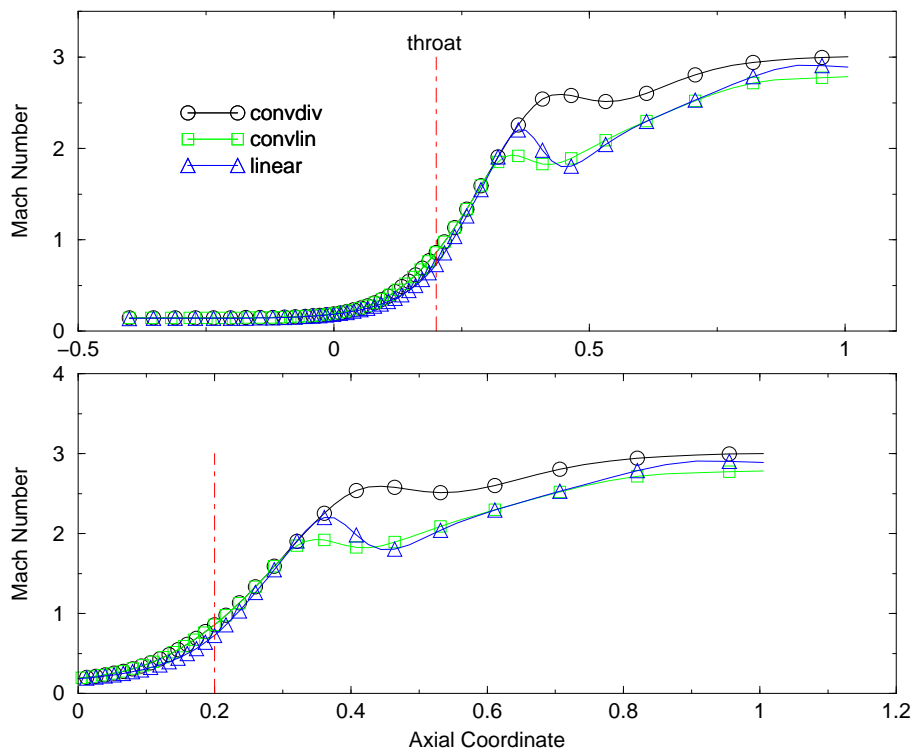 throat
3
convdiv
convlin
linear
2
1
0
Mach Number
−0.5
0
0.5
1
4
3
2
1
0
Mach Number
0
0.2
0.4
0.6
0.8
1
1.2
Axial Coordinate